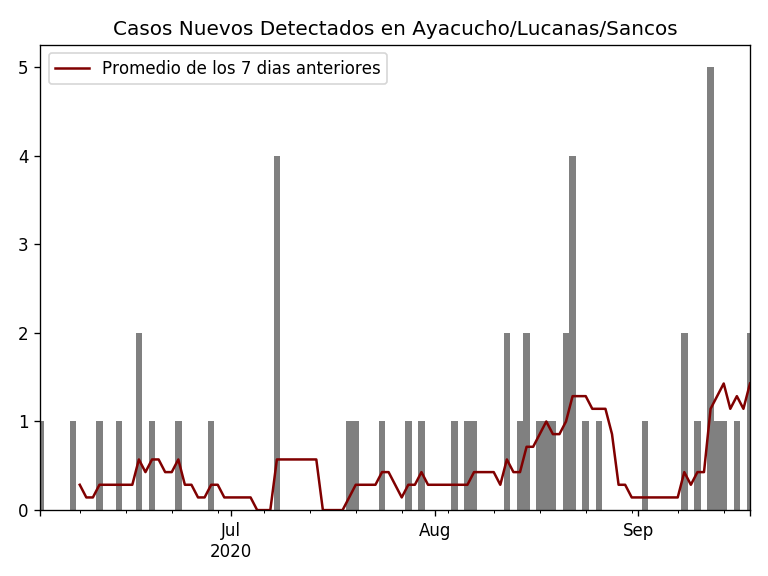 Casos Nuevos Detectados en Ayacucho/Lucanas/Sancos
Promedio de los 7 dias anteriores
5
4
3
2
1
0
Jul
2020
Aug
Sep